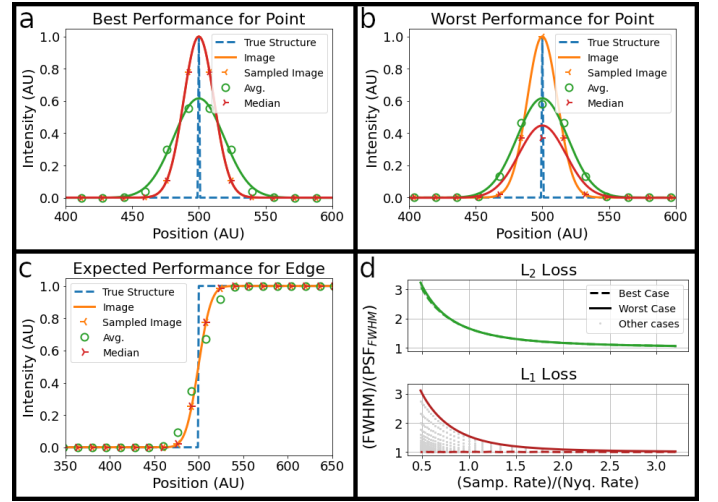 a
Best Performance for Point
1.0
0.8
0.6
0.4
0.2
0.0
Intensity (AU)
True Structure
Image
Sampled Image
Avg.
Median
400
450
500
550
600
Position (AU)
b
Worst Performance for Point
1.0
0.8
0.6
0.4
0.2
0.0
Intensity (AU)
True Structure
Image
Sampled Image
Avg.
Median
400
450
500
550
600
Position (AU)
c
Expected Performance for Edge
1.0
0.8
0.6
0.4
0.2
0.0
Intensity (AU)
True Structure
Image
Sampled Image
Avg.
Median
350
400
450
500
550
600
650
Position (AU)
d
L₂ Loss
3
2
1
Best Case
Worst Case
Other cases
(FWHM)/(PSF_FWHM)
L₁ Loss
3
2
1
0.5
1.0
1.5
2.0
2.5
3.0
(Samp. Rate)/(Nyq. Rate)